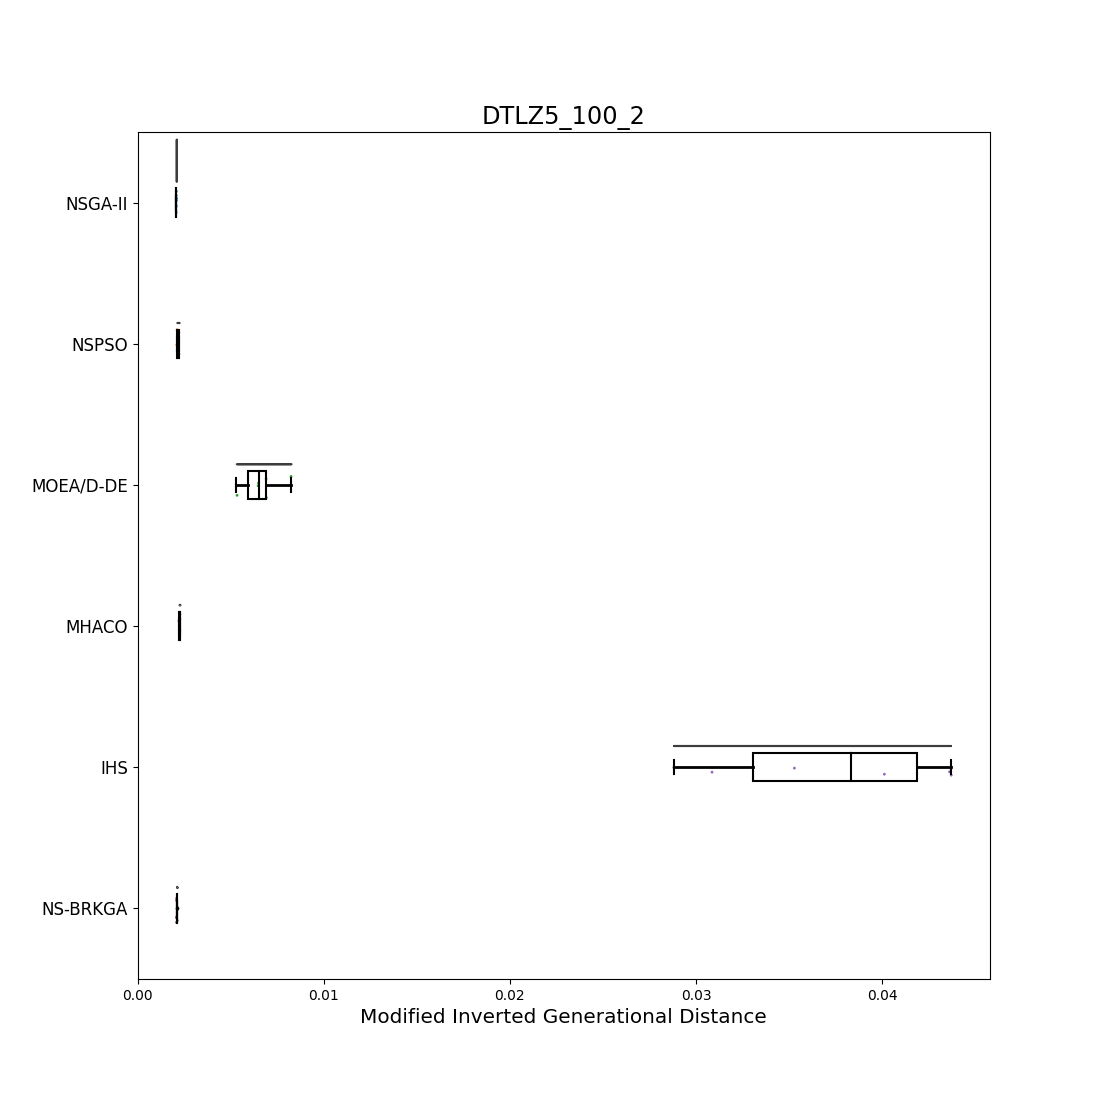 DTLZ5_100_2
NSGA-II
NSPSO
MOEA/D-DE
MHACO
IHS
NS-BRKGA
0.00 0.01 0.02 0.03 0.04
Modified Inverted Generational Distance